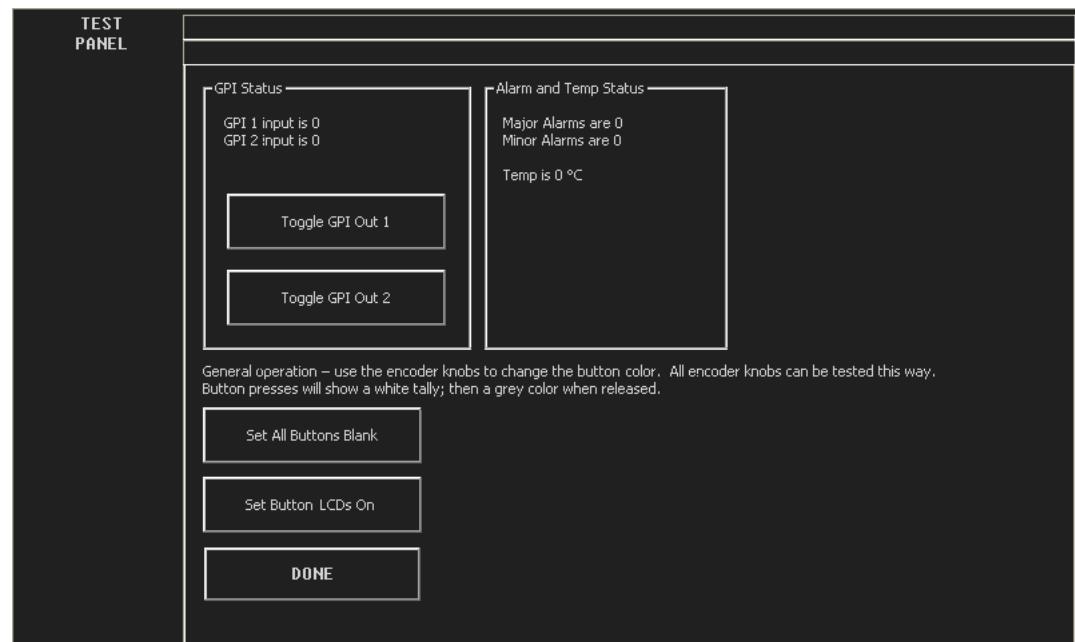 TEST
PANEL
GPI Status
GPI 1 input is 0
GPI 2 input is 0
Toggle GPI Out 1
Toggle GPI Out 2
Alarm and Temp Status
Major Alarms are 0
Minor Alarms are 0
Temp is 0 °C
General operation – use the encoder knobs to change the button color.  All encoder knobs can be tested this way.
Button presses will show a white tally; then a grey color when released.
Set All Buttons Blank
Set Button LCDs On
DONE